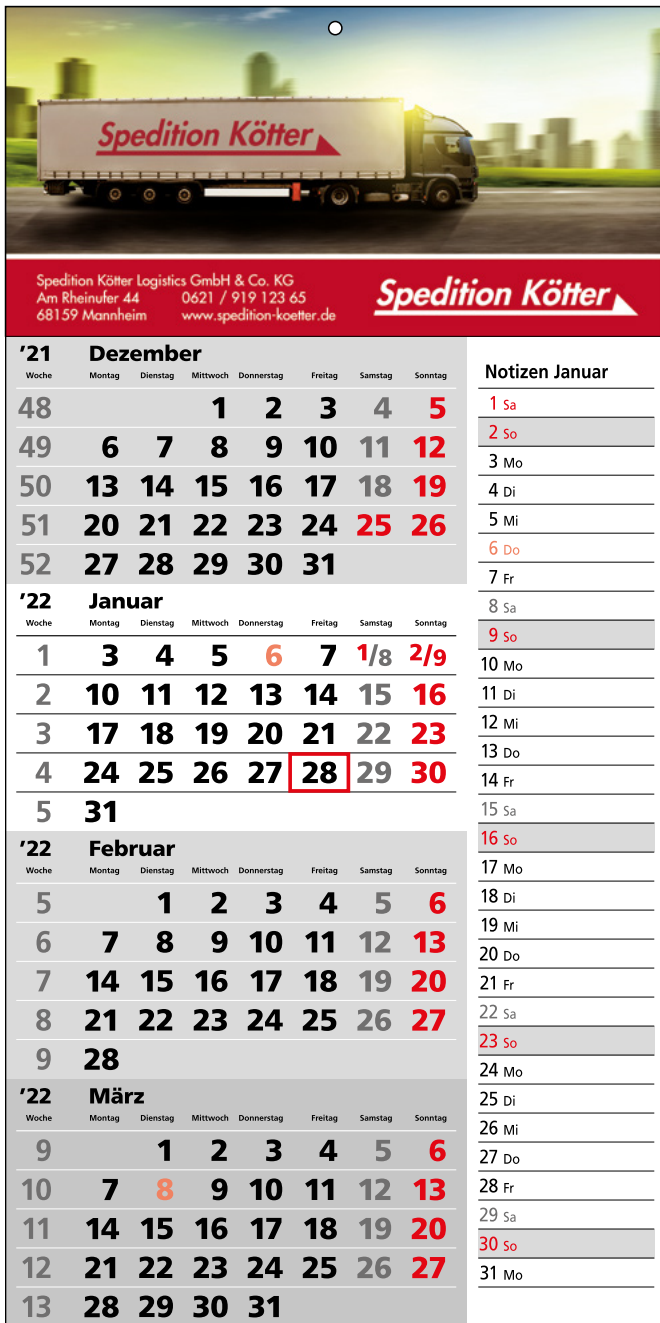 Spedition Kötter
Spedition Kötter Logistics GmbH & Co. KG
Am Rheinufer 44 0621 / 919 123 65
68159 Mannheim www.spedition-koetter.de
Spedition Kötter
’21 Dezember
Woche Montag Dienstag Mittwoch Donnerstag Freitag Samstag Sonntag
48 1 2 3 4 5
49 6 7 8 9 10 11 12
50 13 14 15 16 17 18 19
51 20 21 22 23 24 25 26
52 27 28 29 30 31
’22 Januar
Woche Montag Dienstag Mittwoch Donnerstag Freitag Samstag Sonntag
1 3 4 5 6 7 1/8 2/9
2 10 11 12 13 14 15 16
3 17 18 19 20 21 22 23
4 24 25 26 27 28 29 30
5 31
’22 Februar
Woche Montag Dienstag Mittwoch Donnerstag Freitag Samstag Sonntag
5 1 2 3 4 5 6
6 7 8 9 10 11 12 13
7 14 15 16 17 18 19 20
8 21 22 23 24 25 26 27
9 28
’22 März
Woche Montag Dienstag Mittwoch Donnerstag Freitag Samstag Sonntag
9 1 2 3 4 5 6
10 7 8 9 10 11 12 13
11 14 15 16 17 18 19 20
12 21 22 23 24 25 26 27
13 28 29 30 31
Notizen Januar
1 Sa
2 So
3 Mo
4 Di
5 Mi
6 Do
7 Fr
8 Sa
9 So
10 Mo
11 Di
12 Mi
13 Do
14 Fr
15 Sa
16 So
17 Mo
18 Di
19 Mi
20 Do
21 Fr
22 Sa
23 So
24 Mo
25 Di
26 Mi
27 Do
28 Fr
29 Sa
30 So
31 Mo